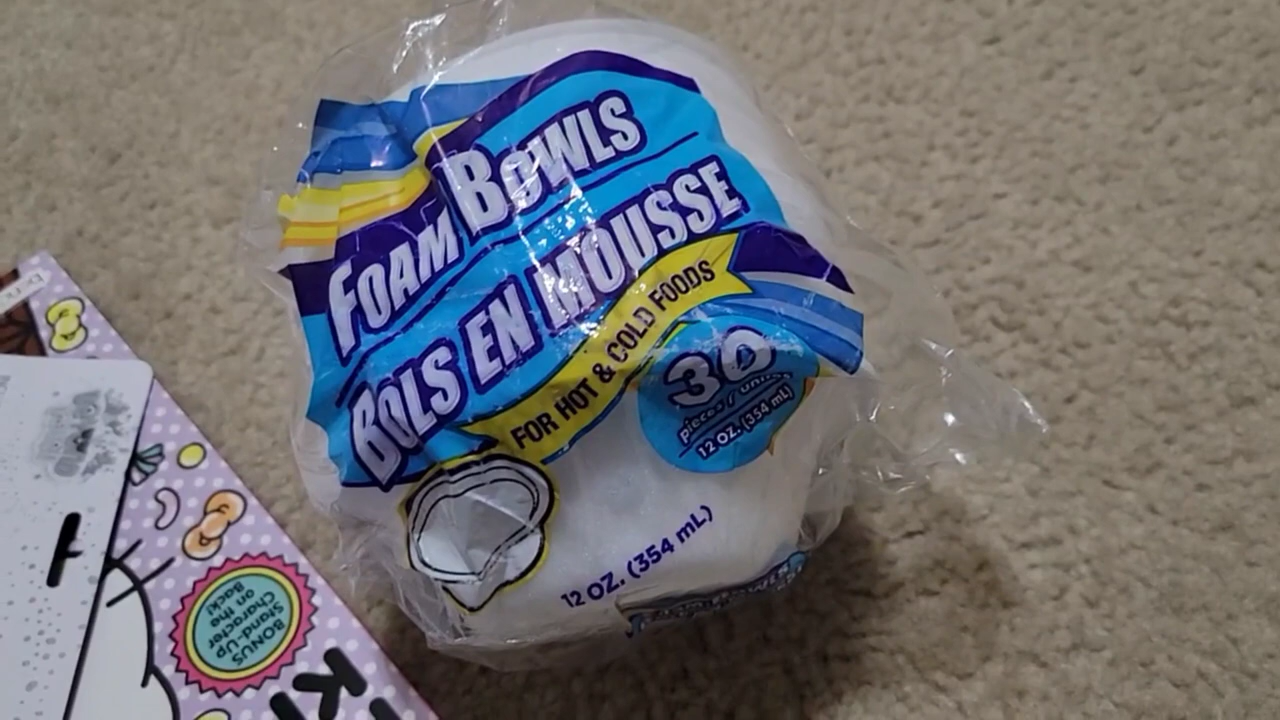 FOAM BOWLS
BOLS EN MOUSSE
FOR HOT & COLD FOODS
30
pieces / unités
12 OZ. (354 mL)
12 OZ. (354 mL)
BONUS
Stand-Up
Character
on the
Back!
KI